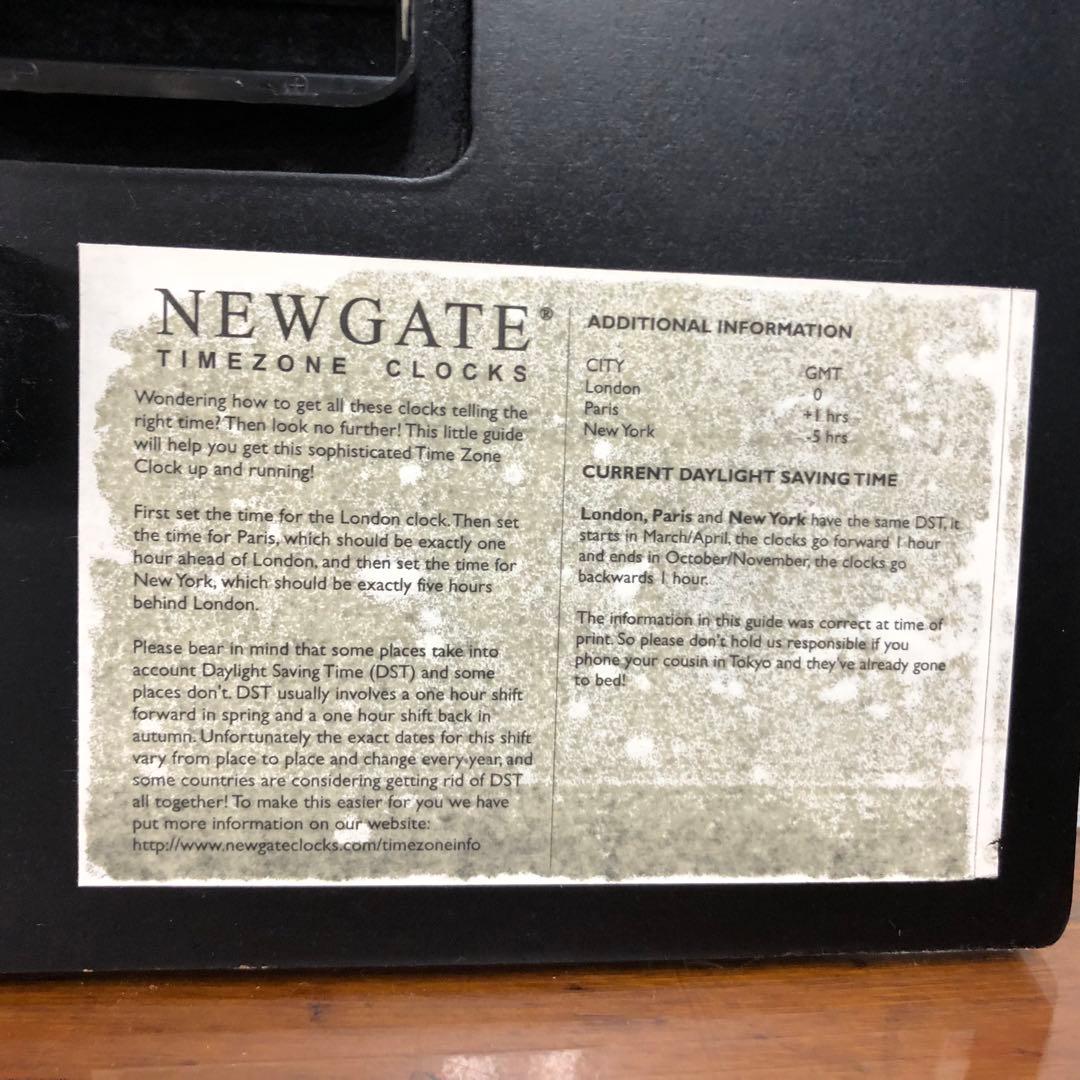 NEWGATE®
TIMEZONE CLOCKS
Wondering how to get all these clocks telling the
right time? Then look no further! This little guide
will help you get this sophisticated Time Zone
Clock up and running!
First set the time for the London clock. Then set
the time for Paris, which should be exactly one
hour ahead of London, and then set the time for
New York, which should be exactly five hours
behind London.
Please bear in mind that some places take into
account Daylight Saving Time (DST) and some
places don't. DST usually involves a one hour shift
forward in spring and a one hour shift back in
autumn. Unfortunately the exact dates for this shift
vary from place to place and change every year, and
some countries are considering getting rid of DST
all together! To make this easier for you we have
put more information on our website:
http://www.newgateclocks.com/timezoneinfo
ADDITIONAL INFORMATION
CITY GMT
London 0
Paris +1 hrs
New York -5 hrs
CURRENT DAYLIGHT SAVING TIME
London, Paris and New York have the same DST, it
starts in March/April, the clocks go forward 1 hour
and ends in October/November, the clocks go
backwards 1 hour.
The information in this guide was correct at time of
print. So please don't hold us responsible if you
phone your cousin in Tokyo and they've already gone
to bed!